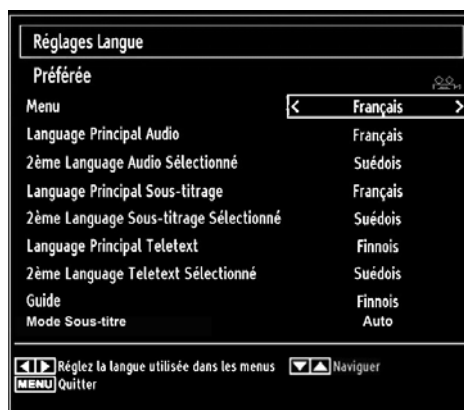 Réglages Langue
Préférée
Menu < Français >
Language Principal Audio Français
2ème Language Audio Sélectionné Suédois
Language Principal Sous-titrage Français
2ème Language Sous-titrage Sélectionné Suédois
Language Principal Teletext Finnois
2ème Language Teletext Sélectionné Suédois
Guide Finnois
Mode Sous-titre Auto
◀ ▶ Réglez la langue utilisée dans les menus ▼ ▲ Naviguer
MENU Quitter